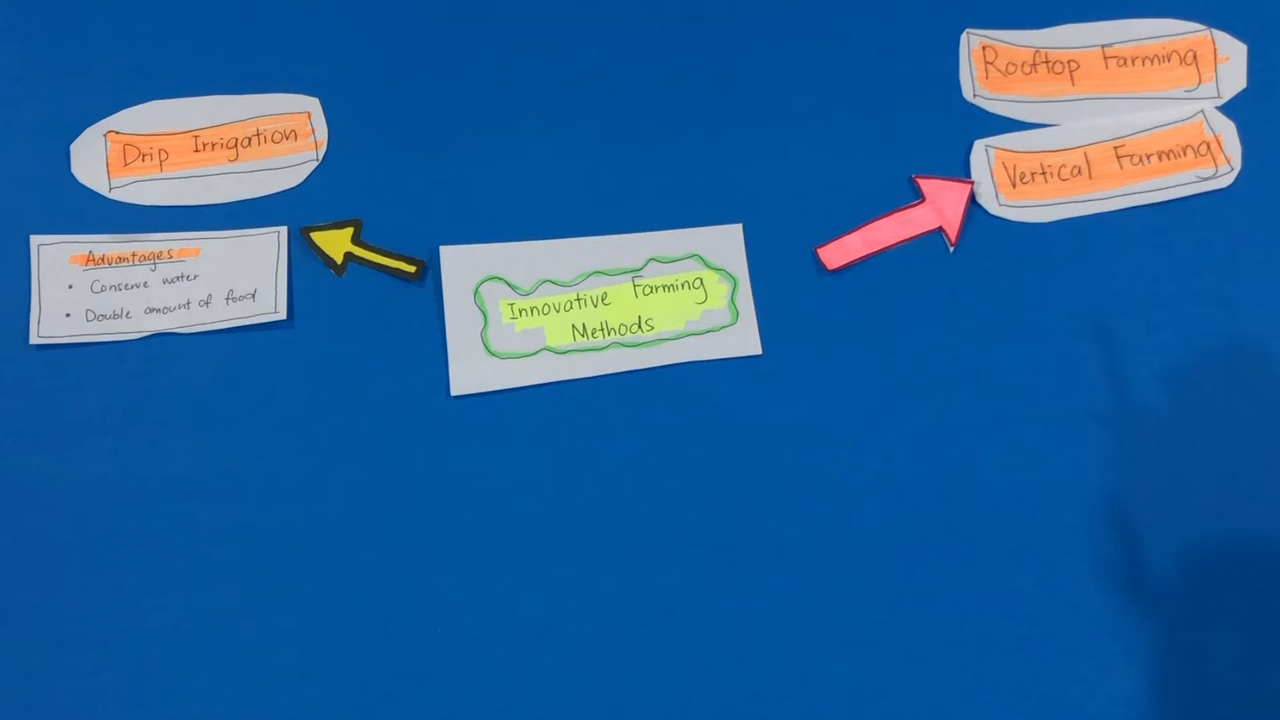 Rooftop Farming
Vertical Farming
Drip Irrigation
Advantages
• Conserve water
• Double amount of food
Innovative Farming
Methods